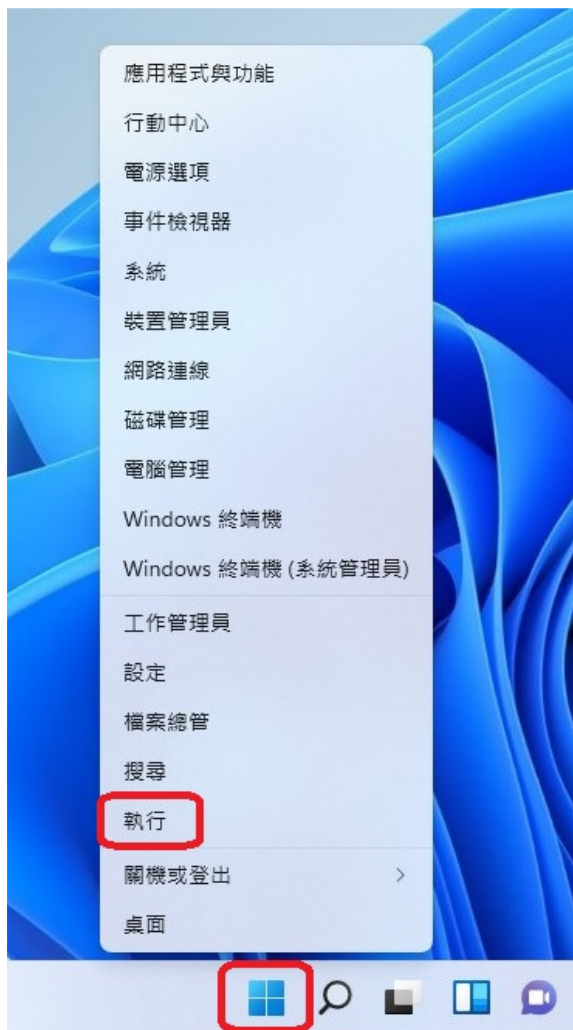 應用程式與功能
行動中心
電源選項
事件檢視器
系統
裝置管理員
網路連線
磁碟管理
電腦管理
Windows 終端機
Windows 終端機 (系統管理員)
工作管理員
設定
檔案總管
搜尋
執行
關機或登出
桌面